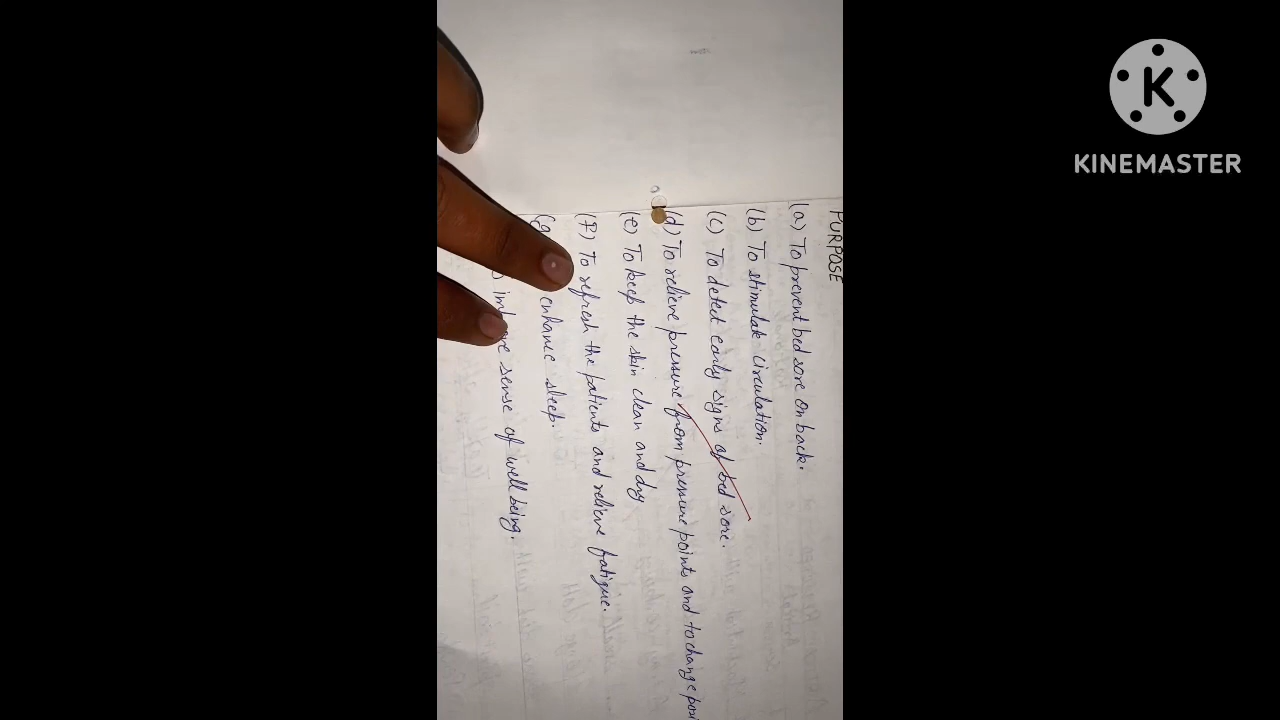 PURPOSE
(a) To prevent bed sore on back.
(b) To stimulate circulation.
(c) To detect early signs of bed sore.
(d) To relieve pressure from pressure points and to change posi
(e) To keep the skin clean and dry
(f) To refresh the patients and relieve fatigue.
(g) enhance sleep.
sense of well being.
KINEMASTER